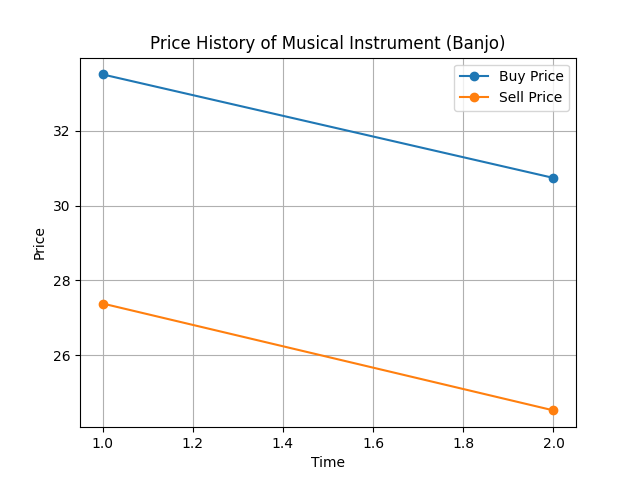 Price History of Musical Instrument (Banjo)
Buy Price
Sell Price
32
30
28
26
Price
1.0 1.2 1.4 1.6 1.8 2.0
Time